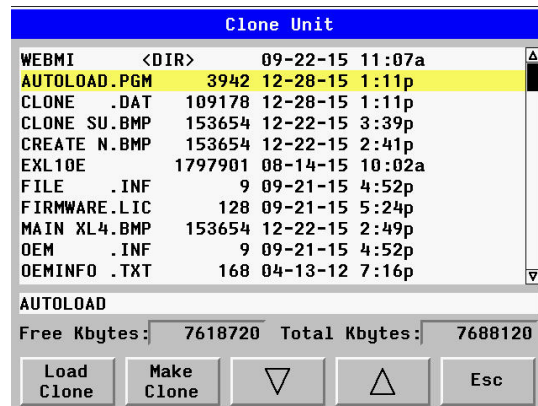 Clone Unit
WEBMI <DIR> 09-22-15 11:07a
AUTOLOAD.PGM 3942 12-28-15 1:11p
CLONE .DAT 109178 12-28-15 1:11p
CLONE SU.BMP 153654 12-22-15 3:39p
CREATE N.BMP 153654 12-22-15 2:41p
EXL10E 1797901 08-14-15 10:02a
FILE .INF 9 09-21-15 4:52p
FIRMWARE.LIC 128 09-21-15 5:24p
MAIN XL4.BMP 153654 12-22-15 2:49p
OEM .INF 9 09-21-15 4:52p
OEMINFO .TXT 168 04-13-12 7:16p
AUTOLOAD
Free Kbytes: 7618720 Total Kbytes: 7688120
Load Clone
Make Clone
Esc